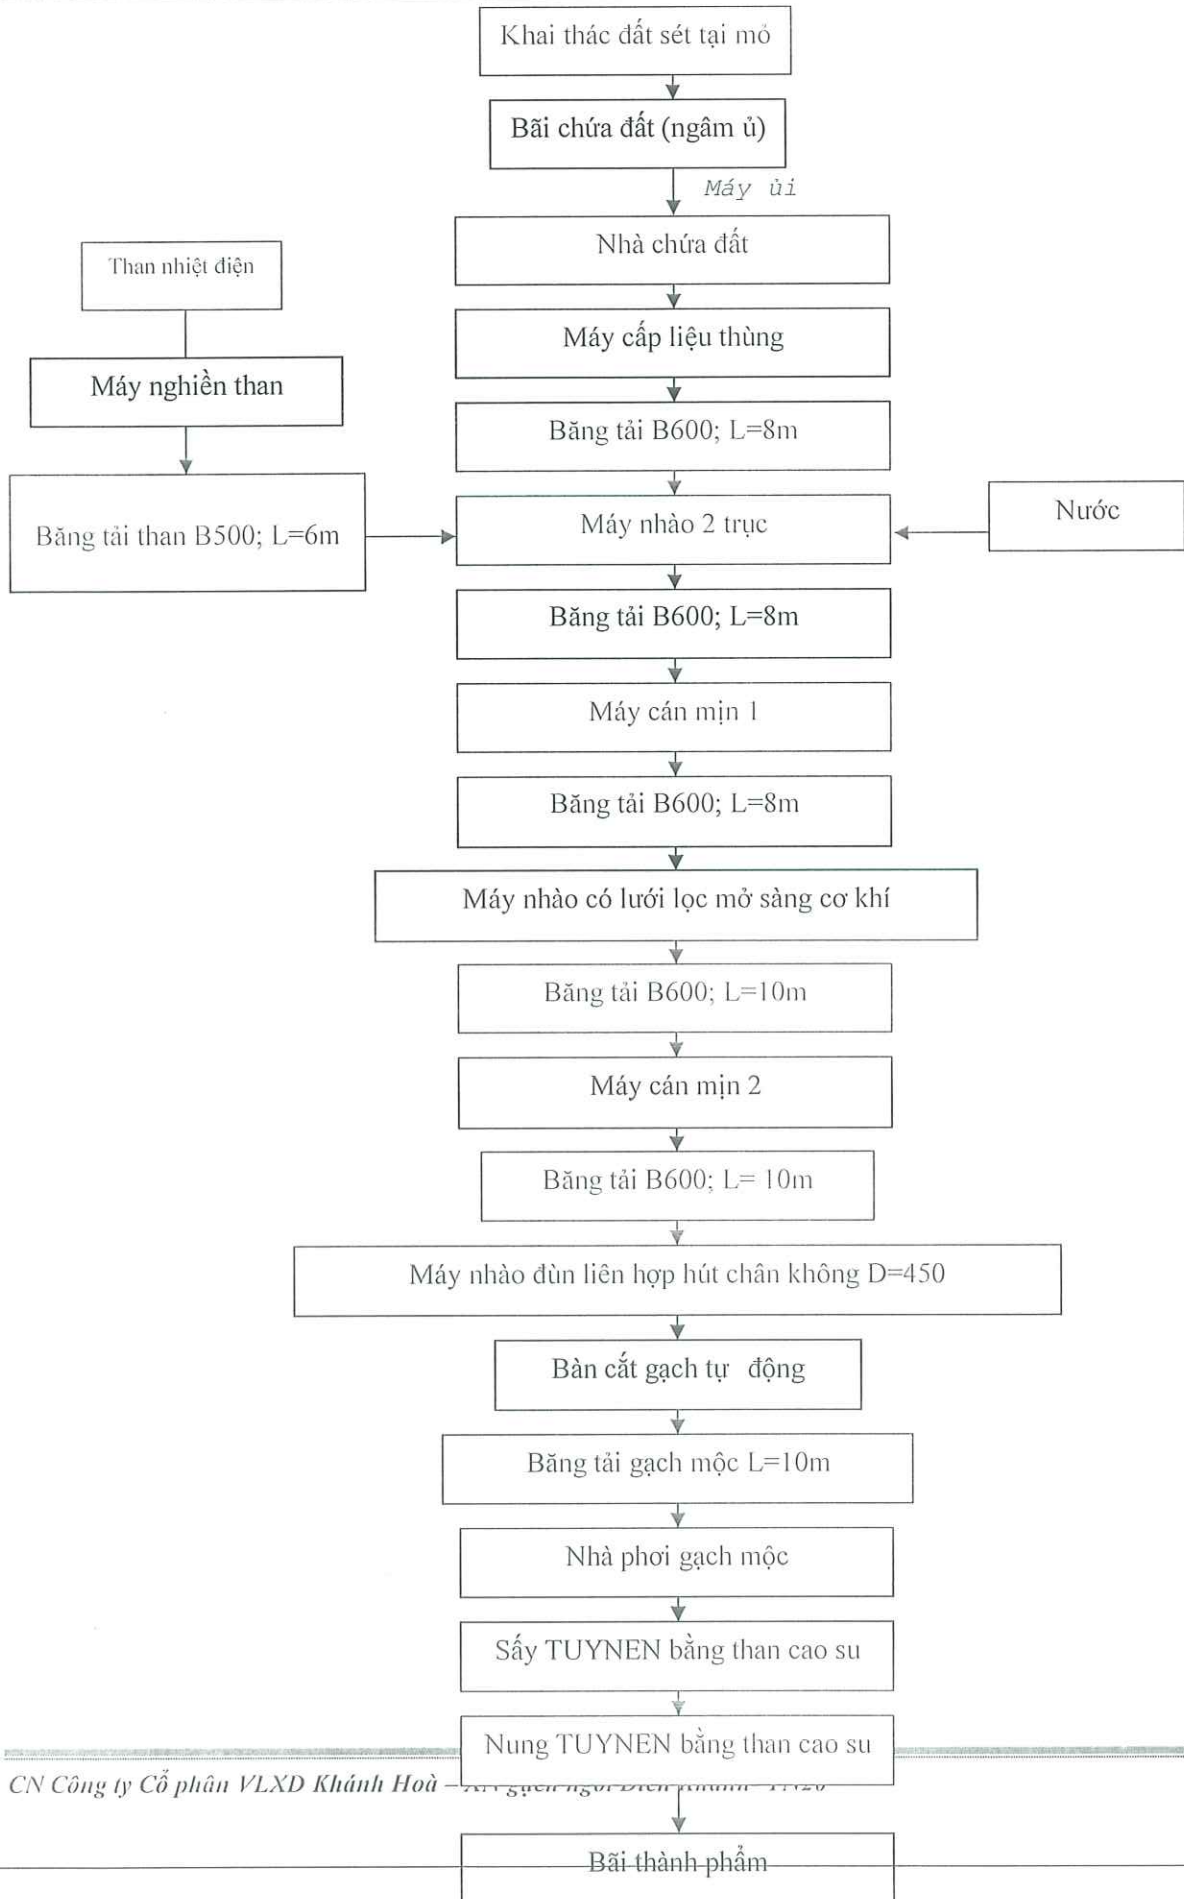 Khai thác đất sét tại mỏ
Bãi chứa đất (ngâm ủ)
Máy ủi
Nhà chứa đất
Than nhiệt điện
Máy cấp liệu thùng
Máy nghiền than
Băng tải B600; L=8m
Băng tải than B500; L=6m
Máy nhào 2 trục
Nước
Băng tải B600; L=8m
Máy cán mịn 1
Băng tải B600; L=8m
Máy nhào có lưới lọc mở sàng cơ khí
Băng tải B600; L=10m
Máy cán mịn 2
Băng tải B600; L= 10m
Máy nhào đùn liên hợp hút chân không D=450
Bàn cắt gạch tự động
Băng tải gạch mộc L=10m
Nhà phơi gạch mộc
Sấy TUYNEN bằng than cao su
Nung TUYNEN bằng than cao su
CN Công ty Cổ phân VLXD Khánh Hoà –
Bãi thành phẩm